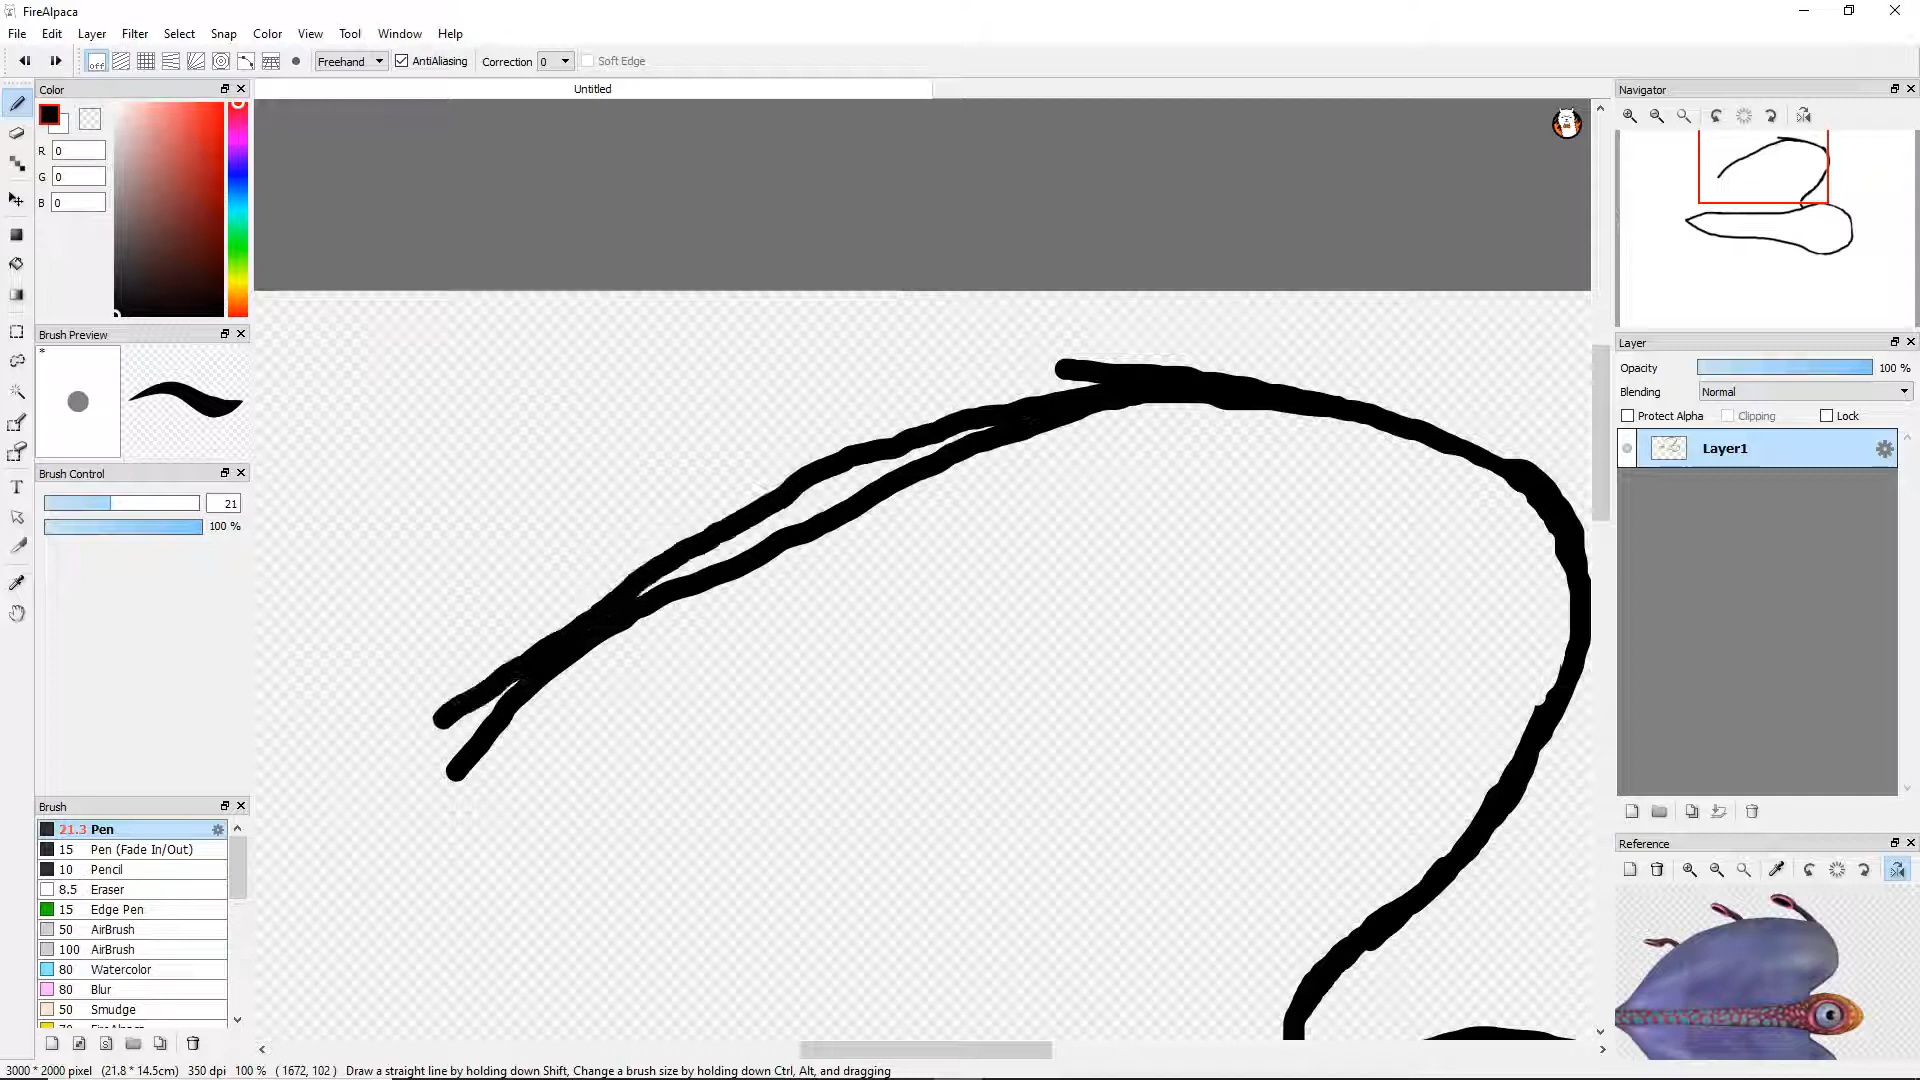 FireAlpaca
File Edit Layer Filter Select Snap Color View Tool Window Help
off Freehand AntiAliasing Correction 0 Soft Edge
Color
Untitled
Navigator
R 0
G 0
B 0
Brush Preview
*
Layer
Opacity 100 %
Blending Normal
Protect Alpha Clipping Lock
Layer1
Brush Control
21
100 %
Brush
21.3 Pen
15 Pen (Fade In/Out)
10 Pencil
8.5 Eraser
15 Edge Pen
50 AirBrush
100 AirBrush
80 Watercolor
80 Blur
50 Smudge
Reference
3000 * 2000 pixel (21.8 * 14.5cm) 350 dpi 100 % ( 1672, 102 ) Draw a straight line by holding down Shift, Change a brush size by holding down Ctrl, Alt, and dragging